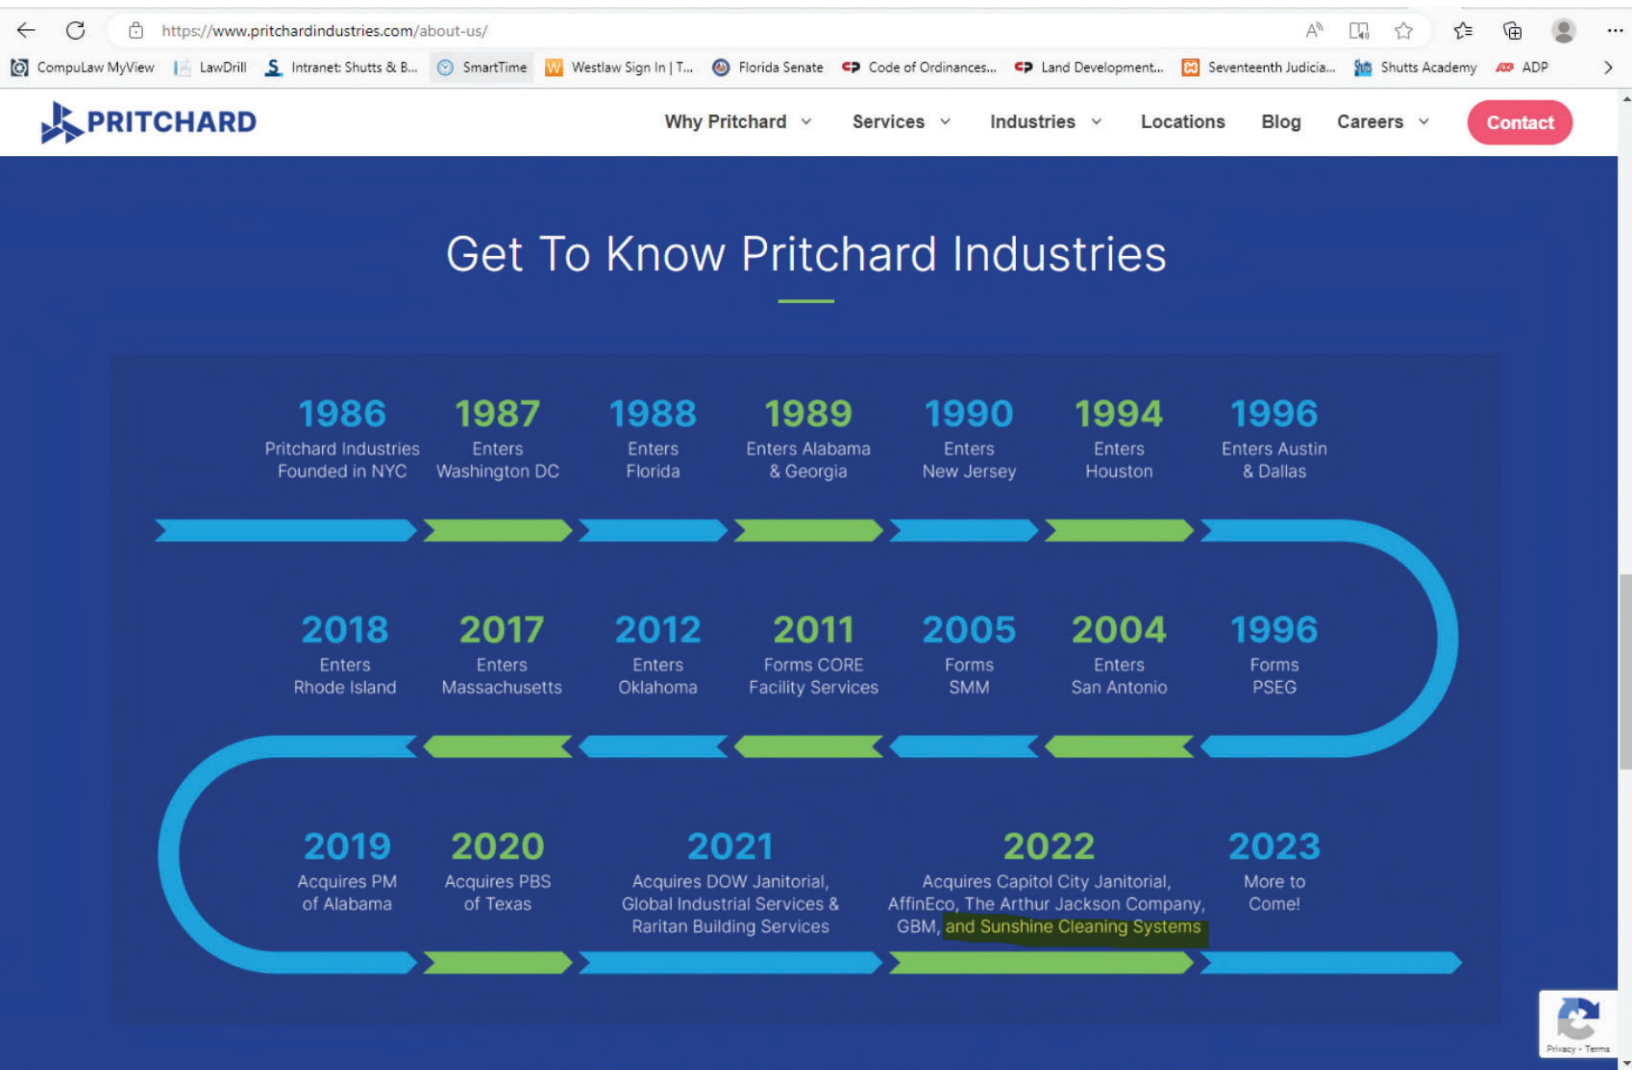 https://www.pritchardindustries.com/about-us/
CompuLaw MyView LawDrill Intranet: Shutts & B... SmartTime Westlaw Sign In | T... Florida Senate Code of Ordinances... Land Development... Seventeenth Judicia... Shutts Academy ADP
PRITCHARD Why Pritchard Services Industries Locations Blog Careers Contact
Get To Know Pritchard Industries
1986 1987 1988 1989 1990 1994 1996
Pritchard Industries Enters Enters Enters Alabama Enters Enters Enters Austin
Founded in NYC Washington DC Florida & Georgia New Jersey Houston & Dallas
2018 2017 2012 2011 2005 2004 1996
Enters Enters Enters Forms CORE Forms Enters Forms
Rhode Island Massachusetts Oklahoma Facility Services SMM San Antonio PSEG
2019 2020 2021 2022 2023
Acquires PM Acquires PBS Acquires DOW Janitorial, Acquires Capitol City Janitorial, More to
of Alabama of Texas Global Industrial Services & AffinEco, The Arthur Jackson Company, Come!
Raritan Building Services GBM, and Sunshine Cleaning Systems
Privacy - Terms